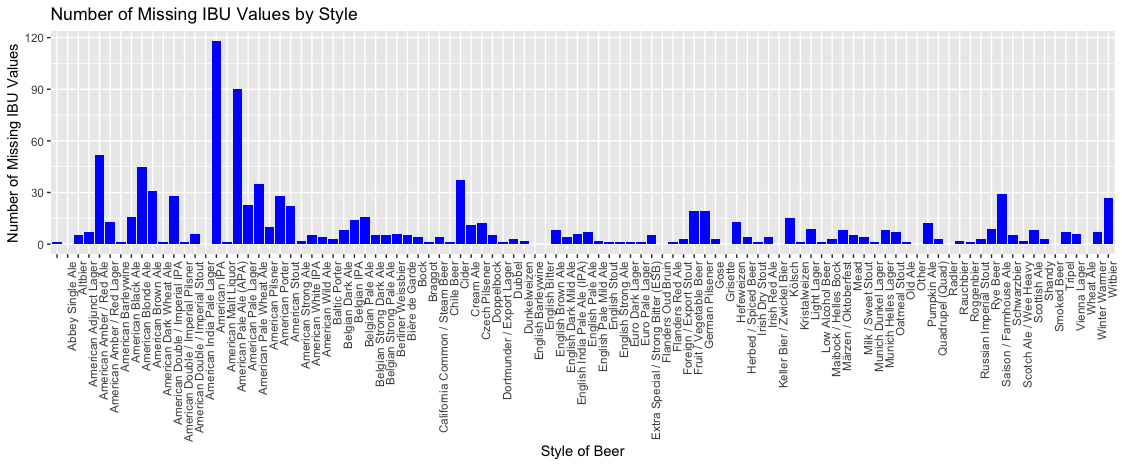 Number of Missing IBU Values by Style
Number of Missing IBU Values
120
90
60
30
0
Abbey Single Ale
Altbier
American Adjunct Lager
American Amber / Red Ale
American Amber / Red Lager
American Barleywine
American Black Ale
American Blonde Ale
American Brown Ale
American Dark Wheat Ale
American Double / Imperial IPA
American Double / Imperial Pilsner
American Double / Imperial Stout
American India Pale Lager
American IPA
American Malt Liquor
American Pale Ale (APA)
American Pale Lager
American Pale Wheat Ale
American Pilsner
American Porter
American Stout
American Strong Ale
American White IPA
American Wild Ale
Baltic Porter
Belgian Dark Ale
Belgian IPA
Belgian Pale Ale
Belgian Strong Dark Ale
Belgian Strong Pale Ale
Berliner Weissbier
Bière de Garde
Bock
Braggot
California Common / Steam Beer
Chile Beer
Cider
Cream Ale
Czech Pilsener
Doppelbock
Dortmunder / Export Lager
Dubbel
Dunkelweizen
English Barleywine
English Bitter
English Brown Ale
English Dark Mild Ale
English India Pale Ale (IPA)
English Pale Ale
English Pale Mild Ale
English Stout
English Strong Ale
Euro Dark Lager
Euro Pale Lager
Extra Special / Strong Bitter (ESB)
Flanders Oud Bruin
Flanders Red Ale
Foreign / Export Stout
Fruit / Vegetable Beer
German Pilsener
Gose
Grisette
Hefeweizen
Herbed / Spiced Beer
Irish Dry Stout
Irish Red Ale
Keller Bier / Zwickel Bier
Kölsch
Kristalweizen
Light Lager
Low Alcohol Beer
Maibock / Helles Bock
Märzen / Oktoberfest
Mead
Milk / Sweet Stout
Munich Dunkel Lager
Munich Helles Lager
Oatmeal Stout
Old Ale
Other
Pumpkin Ale
Quadrupel (Quad)
Radler
Rauchbier
Roggenbier
Russian Imperial Stout
Rye Beer
Saison / Farmhouse Ale
Schwarzbier
Scotch Ale / Wee Heavy
Scottish Ale
Shandy
Smoked Beer
Tripel
Vienna Lager
Wheat Ale
Winter Warmer
Witbier
Style of Beer